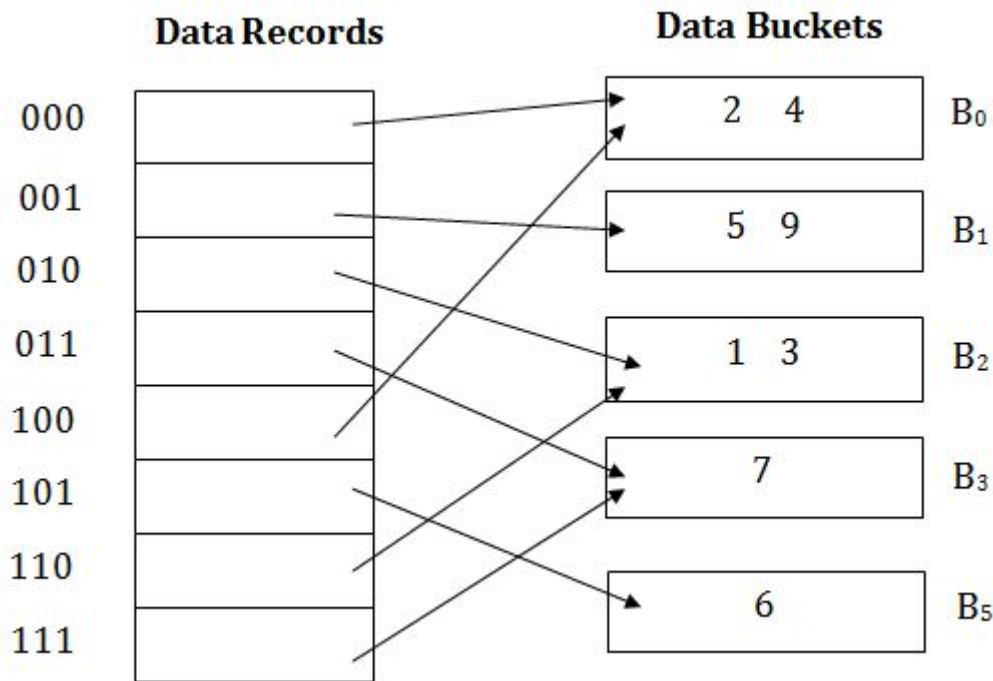 Data Records
Data Buckets
000
2 4
B₀
001
5 9
B₁
010
011
1 3
B₂
100
101
7
B₃
110
6
B₅
111